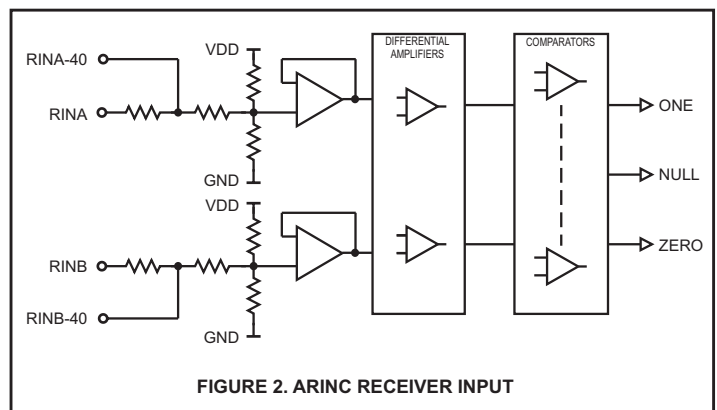 DIFFERENTIAL
AMPLIFIERS
COMPARATORS
VDD
RINA-40
RINA
ONE
GND
NULL
VDD
ZERO
RINB
RINB-40
GND
FIGURE 2. ARINC RECEIVER INPUT